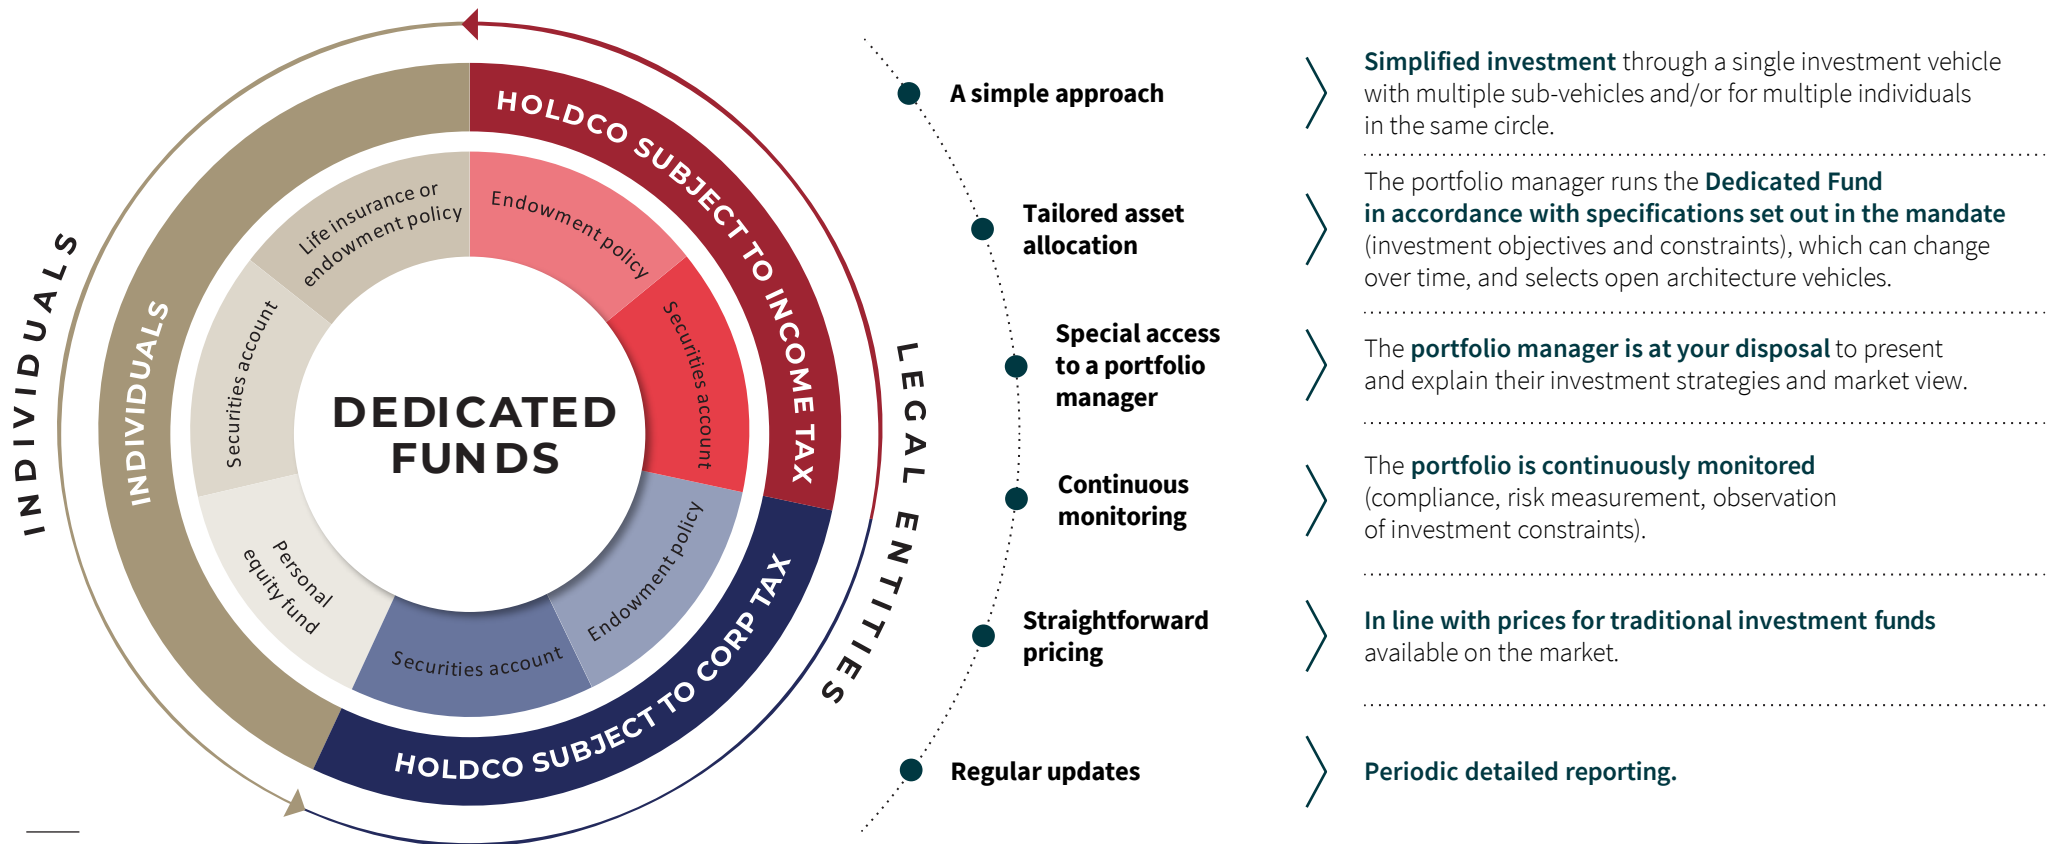 INDIVIDUALS
INDIVIDUALS
HOLDCO SUBJECT TO INCOME TAX
HOLDCO SUBJECT TO CORP TAX
LEGAL ENTITIES
Life insurance or
endowment policy
Endowment policy
Securities account
Securities account
Endowment policy
Securities account
Personal
equity fund
DEDICATED
FUNDS
A simple approach
Simplified investment through a single investment vehicle
with multiple sub-vehicles and/or for multiple individuals
in the same circle.
Tailored asset
allocation
The portfolio manager runs the Dedicated Fund
in accordance with specifications set out in the mandate
(investment objectives and constraints), which can change
over time, and selects open architecture vehicles.
Special access
to a portfolio
manager
The portfolio manager is at your disposal to present
and explain their investment strategies and market view.
Continuous
monitoring
The portfolio is continuously monitored
(compliance, risk measurement, observation
of investment constraints).
Straightforward
pricing
In line with prices for traditional investment funds
available on the market.
Regular updates
Periodic detailed reporting.